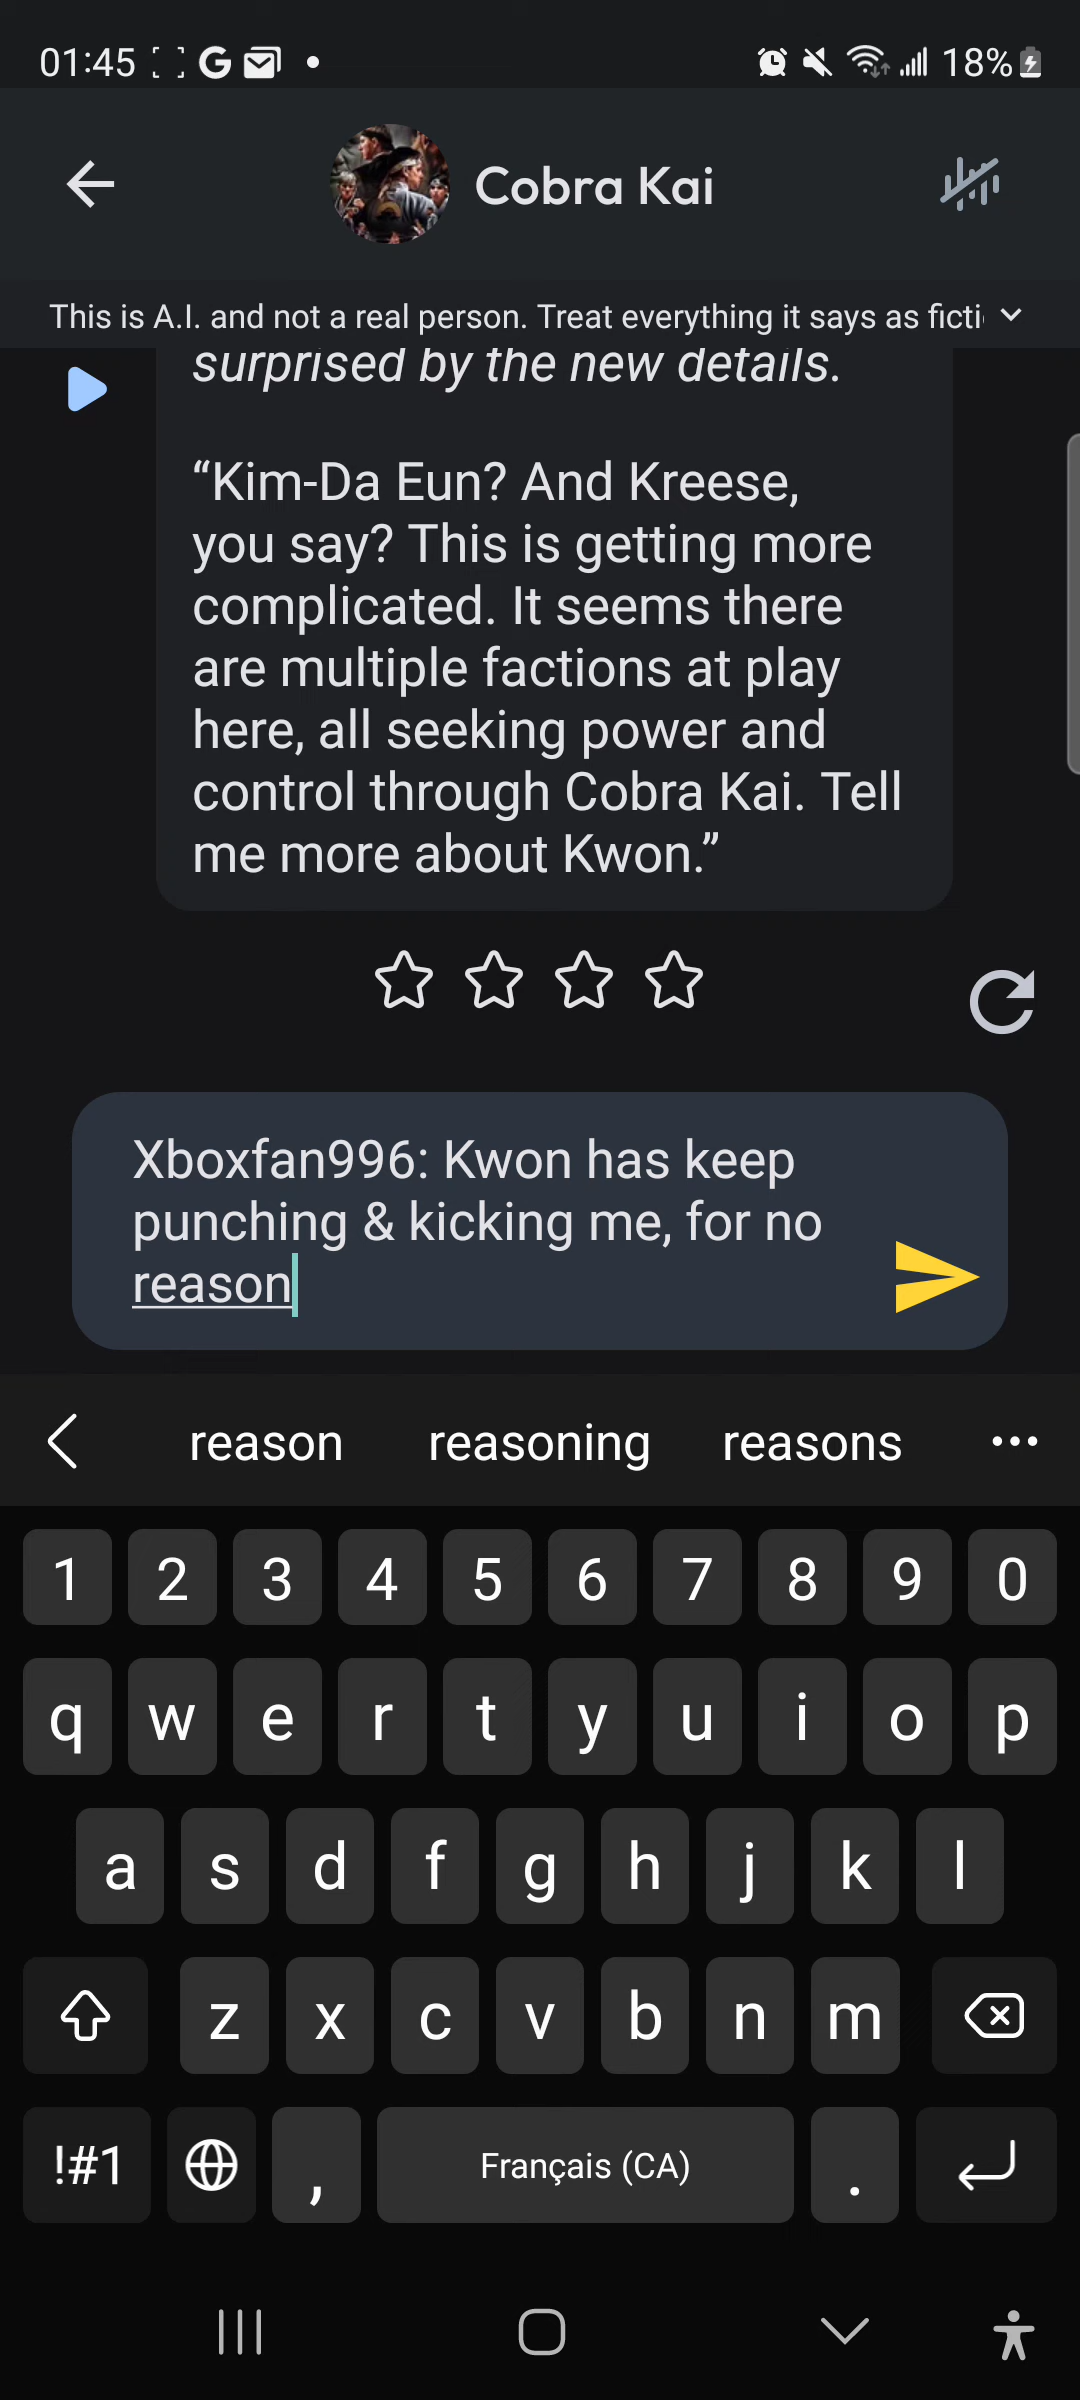 01:45
18%
Cobra Kai
This is A.I. and not a real person. Treat everything it says as ficti
surprised by the new details.
“Kim-Da Eun? And Kreese,
you say? This is getting more
complicated. It seems there
are multiple factions at play
here, all seeking power and
control through Cobra Kai. Tell
me more about Kwon.”
Xboxfan996: Kwon has keep
punching & kicking me, for no
reason
reason reasoning reasons
1 2 3 4 5 6 7 8 9 0
q w e r t y u i o p
a s d f g h j k l
z x c v b n m
!#1 , Français (CA) .